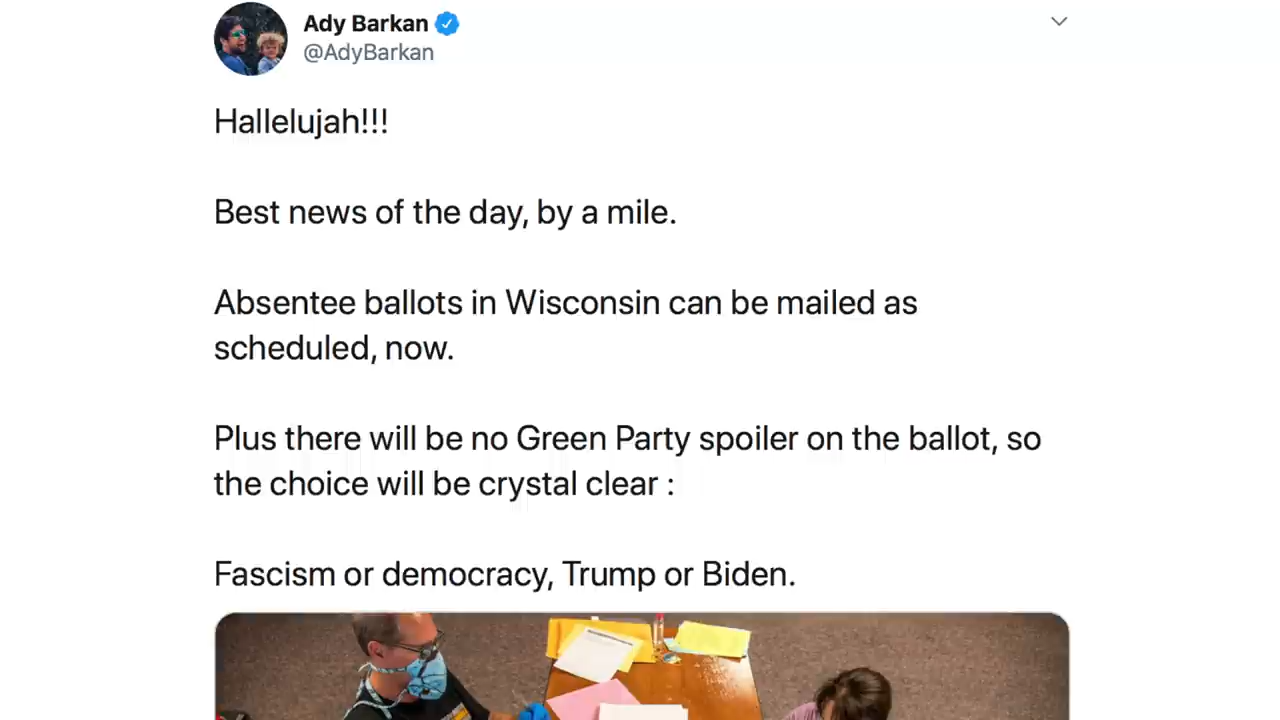 Ady Barkan
@AdyBarkan
Hallelujah!!!
Best news of the day, by a mile.
Absentee ballots in Wisconsin can be mailed as
scheduled, now.
Plus there will be no Green Party spoiler on the ballot, so
the choice will be crystal clear :
Fascism or democracy, Trump or Biden.